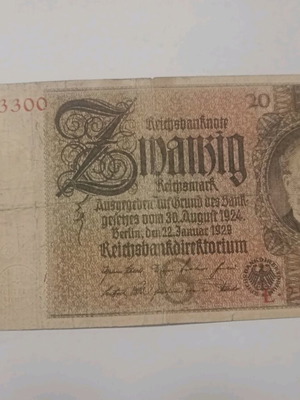 3300
20
Reichsbanknote
Zwanzig
Reichsmark
Ausgegeben auf Grund des Bank-
gesetzes vom 30. August 1924
Berlin, den 22. Januar 1929
Reichsbankdirektorium
E